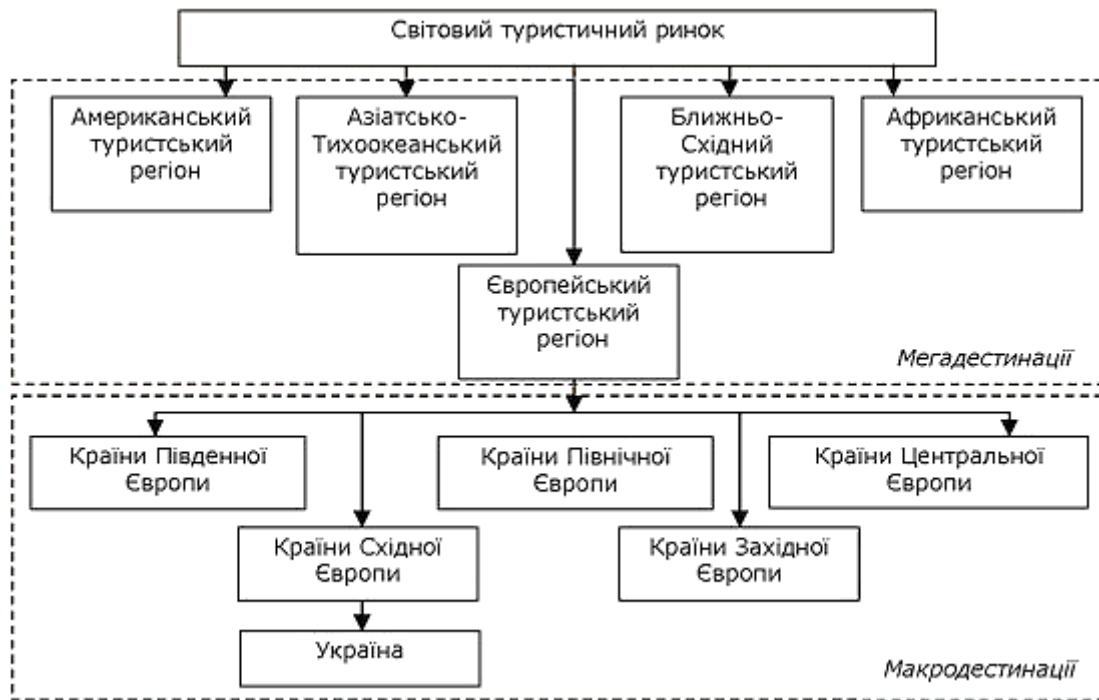 Світовий туристичний ринок
Американський
туристський
регіон
Азіатсько-
Тихоокеанський
туристський
регіон
Ближньо-
Східний
туристський
регіон
Африканський
туристський
регіон
Європейський
туристський
регіон
Мегадестинації
Країни Південної
Європи
Країни Північної
Європи
Країни Центральної
Європи
Країни Східної
Європи
Країни Західної
Європи
Україна
Макродестинації